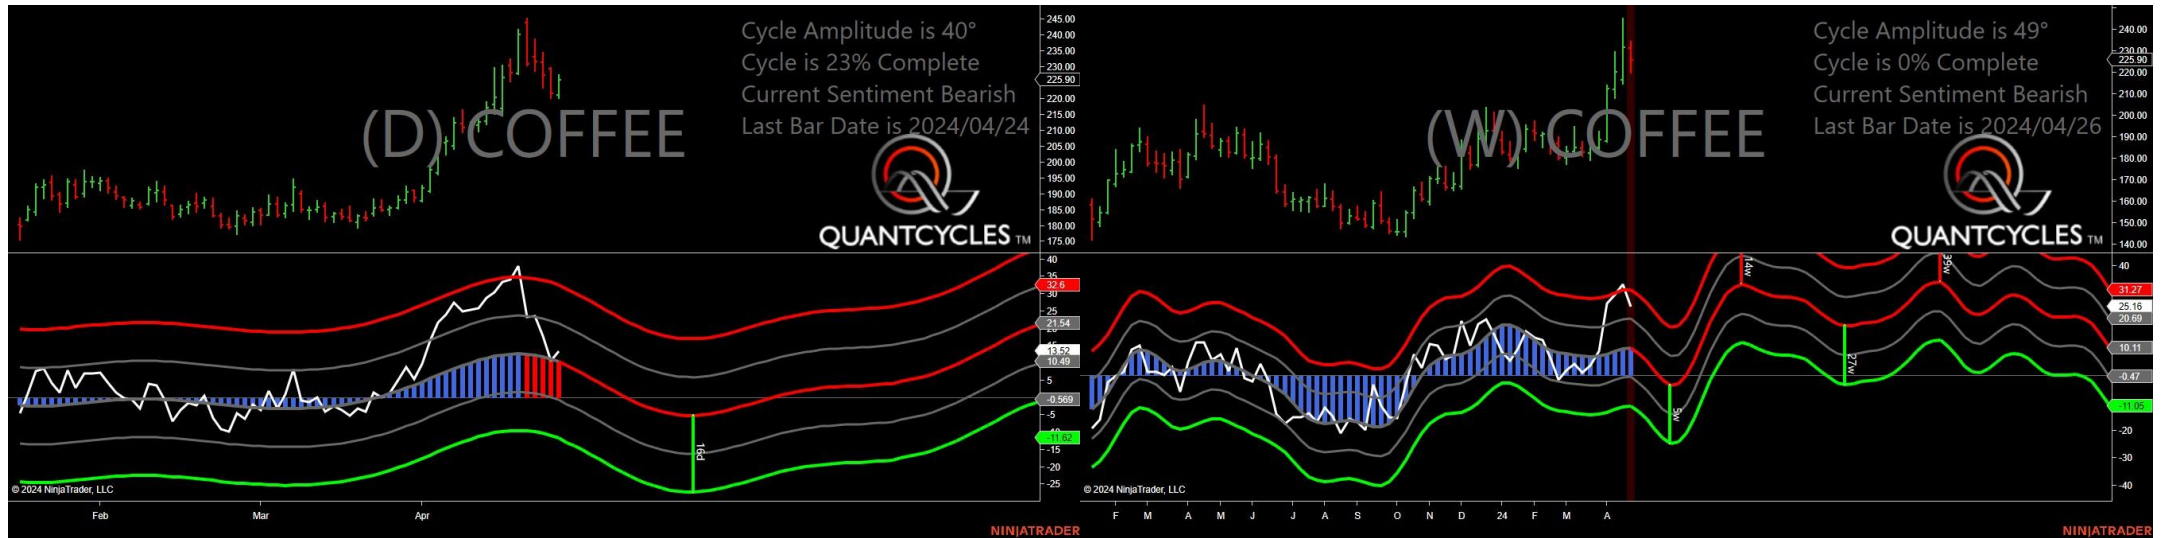 Cycle Amplitude is 40°
Cycle is 23% Complete
Current Sentiment Bearish
Last Bar Date is 2024/04/24
(D) COFFEE
QUANTCYCLES TM
245.00
240.00
235.00
230.00
225.90
220.00
215.00
210.00
205.00
200.00
195.00
190.00
185.00
180.00
175.00
40
35
32.6
30
25
21.54
13.52
10.49
5
-0.569
-5
-11.62
-15
-20
-25
16d
© 2024 NinjaTrader, LLC
Feb Mar Apr
NINJATRADER
Cycle Amplitude is 49°
Cycle is 0% Complete
Current Sentiment Bearish
Last Bar Date is 2024/04/26
(W) COFFEE
QUANTCYCLES TM
240.00
230.00
225.90
220.00
210.00
200.00
190.00
180.00
170.00
160.00
150.00
140.00
14w
39w
27w
5w
40
31.27
25.16
20.69
10.11
-0.47
-11.05
-20
-30
-40
© 2024 NinjaTrader, LLC
F M A M J J A S O N D 24 F M A
NINJATRADER